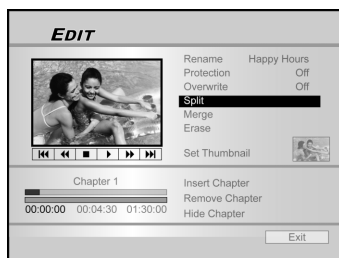 EDIT
Rename Happy Hours
Protection Off
Overwrite Off
Split
Merge
Erase
Set Thumbnail
Chapter 1
00:00:00 00:04:30 01:30:00
Insert Chapter
Remove Chapter
Hide Chapter
Exit